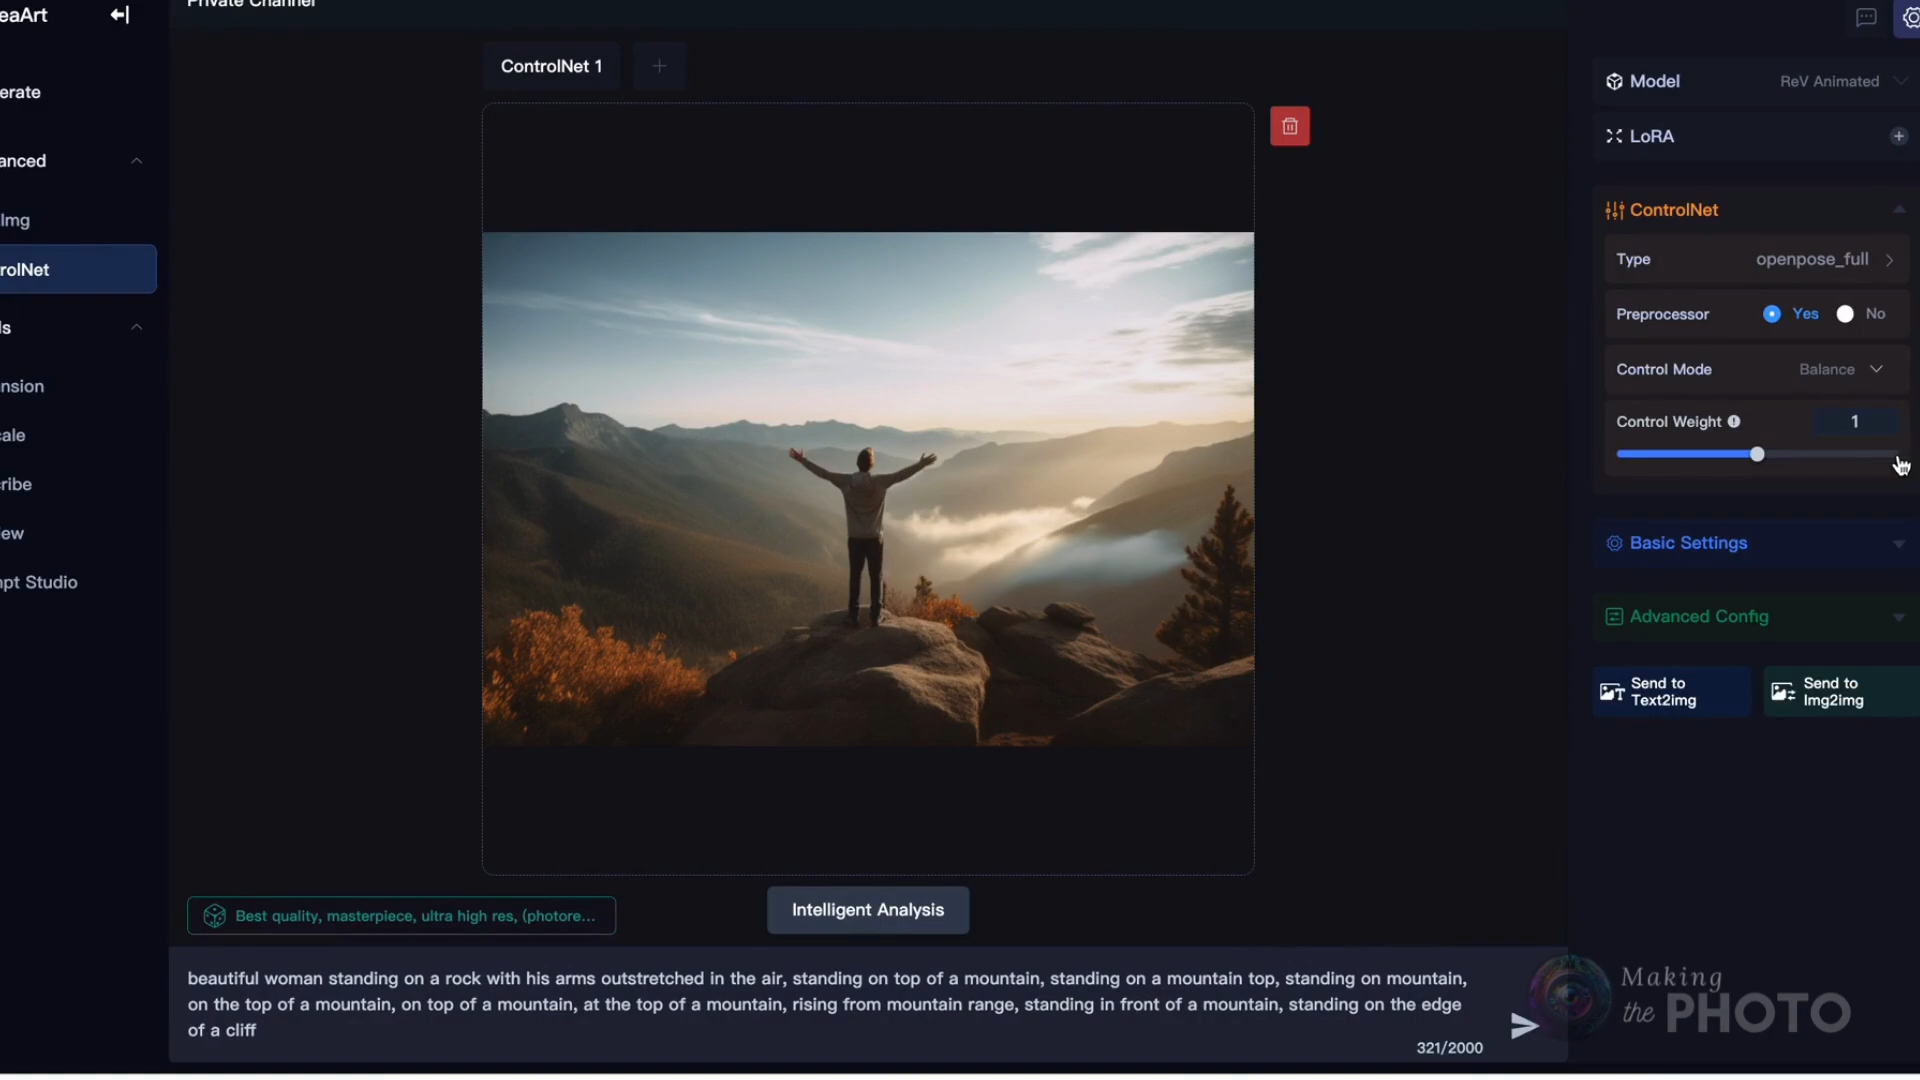 eaArt
Private Channel
erate
anced
Img
rolNet
ls
nsion
cale
cribe
ew
npt Studio
ControlNet 1
Model
ReV Animated
LoRA
ControlNet
Type
openpose_full
Preprocessor
Yes
No
Control Mode
Balance
Control Weight
1
Basic Settings
Advanced Config
Send to
Text2img
Send to
Img2img
Best quality, masterpiece, ultra high res, (photore...
Intelligent Analysis
beautiful woman standing on a rock with his arms outstretched in the air, standing on top of a mountain, standing on a mountain top, standing on mountain,
on the top of a mountain, on top of a mountain, at the top of a mountain, rising from mountain range, standing in front of a mountain, standing on the edge
of a cliff
321/2000
Making
the PHOTO